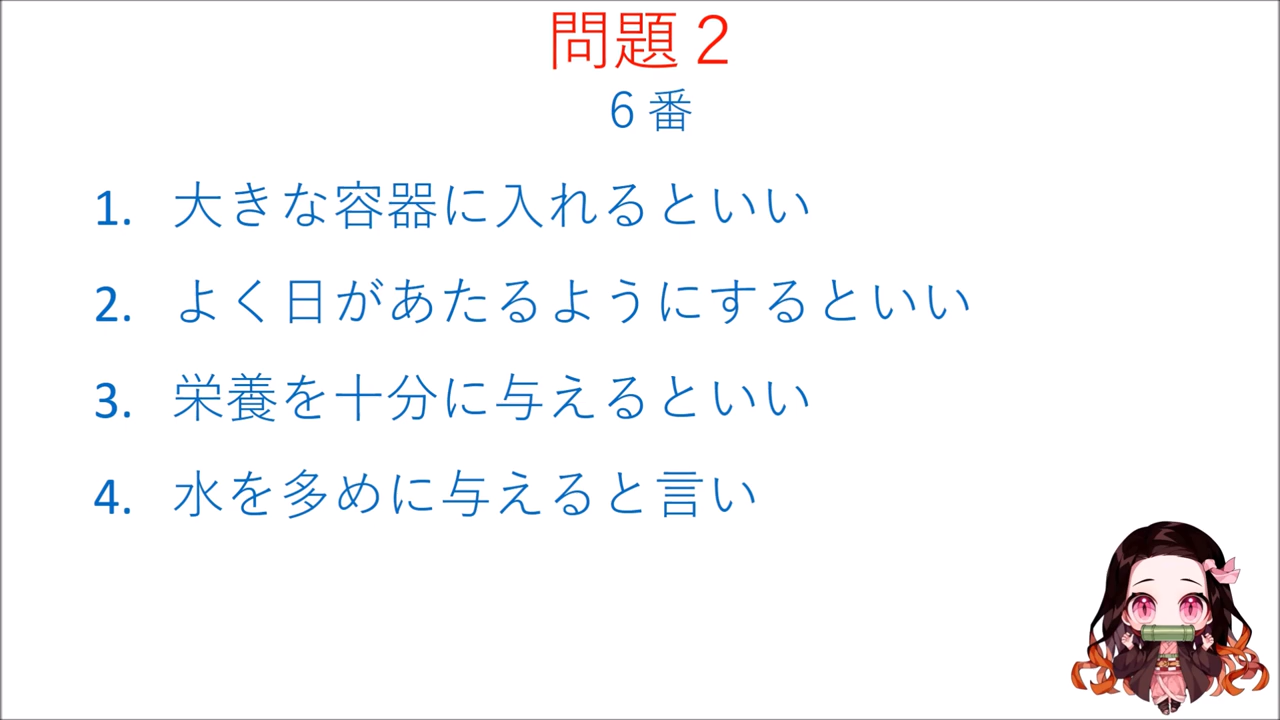 問題２
６番
1. 大きな容器に入れるといい
2. よく日があたるようにするといい
3. 栄養を十分に与えるといい
4. 水を多めに与えると言い